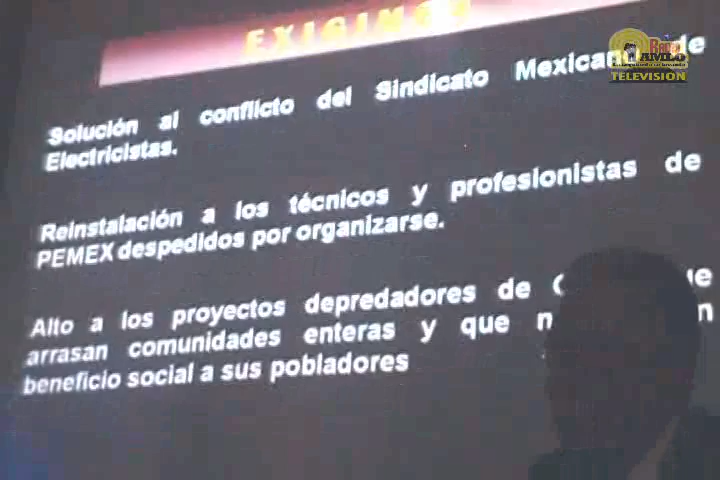 EXIGIMOS
Solución al conflicto del Sindicato Mexicano de
Electricistas.
Reinstalación a los técnicos y profesionistas de
PEMEX despedidos por organizarse.
Alto a los proyectos depredadores de
arrasan comunidades enteras y que
beneficio social a sus pobladores
AMLO
TELEVISION